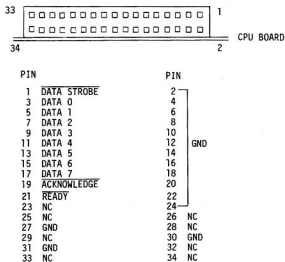 33 1
34 2
CPU BOARD
PIN PIN
1 DATA STROBE 2
3 DATA 0 4
5 DATA 1 6
7 DATA 2 8
9 DATA 3 10
11 DATA 4 12 GND
13 DATA 5 14
15 DATA 6 16
17 DATA 7 18
19 ACKNOWLEDGE 20
21 READY 22
23 NC 24
25 NC 26 NC
27 GND 28 NC
29 NC 30 GND
31 GND 32 NC
33 NC 34 NC